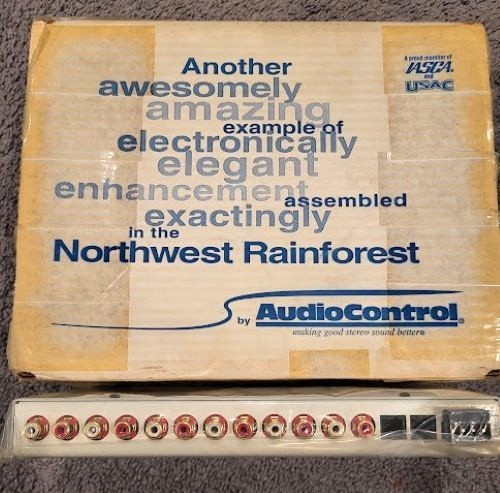 A proud member of
IASCA®
and
USAC
Another
awesomely
amazing
example of
electronically
elegant
enhancement assembled
exactingly
in the
Northwest Rainforest
by AudioControl®
making good stereo sound better®